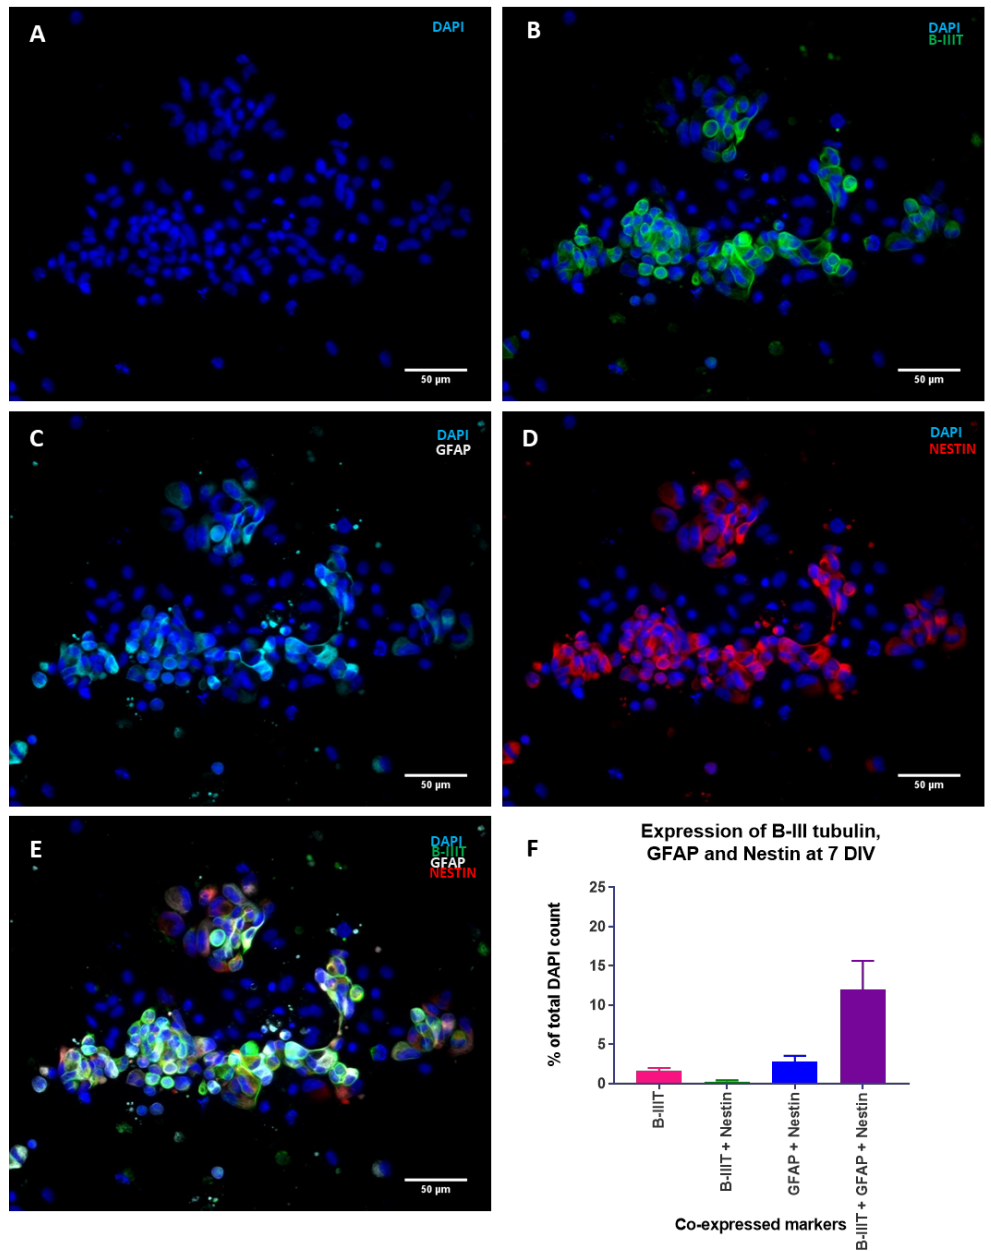 A
DAPI
50 µm
B
DAPI
B-IIIT
50 µm
C
DAPI
GFAP
50 µm
D
DAPI
NESTIN
50 µm
E
DAPI
B-IIIT
GFAP
NESTIN
50 µm
F
Expression of B-III tubulin,
GFAP and Nestin at 7 DIV
% of total DAPI count
25
20
15
10
5
0
B-IIIT
B-IIIT + Nestin
GFAP + Nestin
B-IIIT + GFAP + Nestin
Co-expressed markers